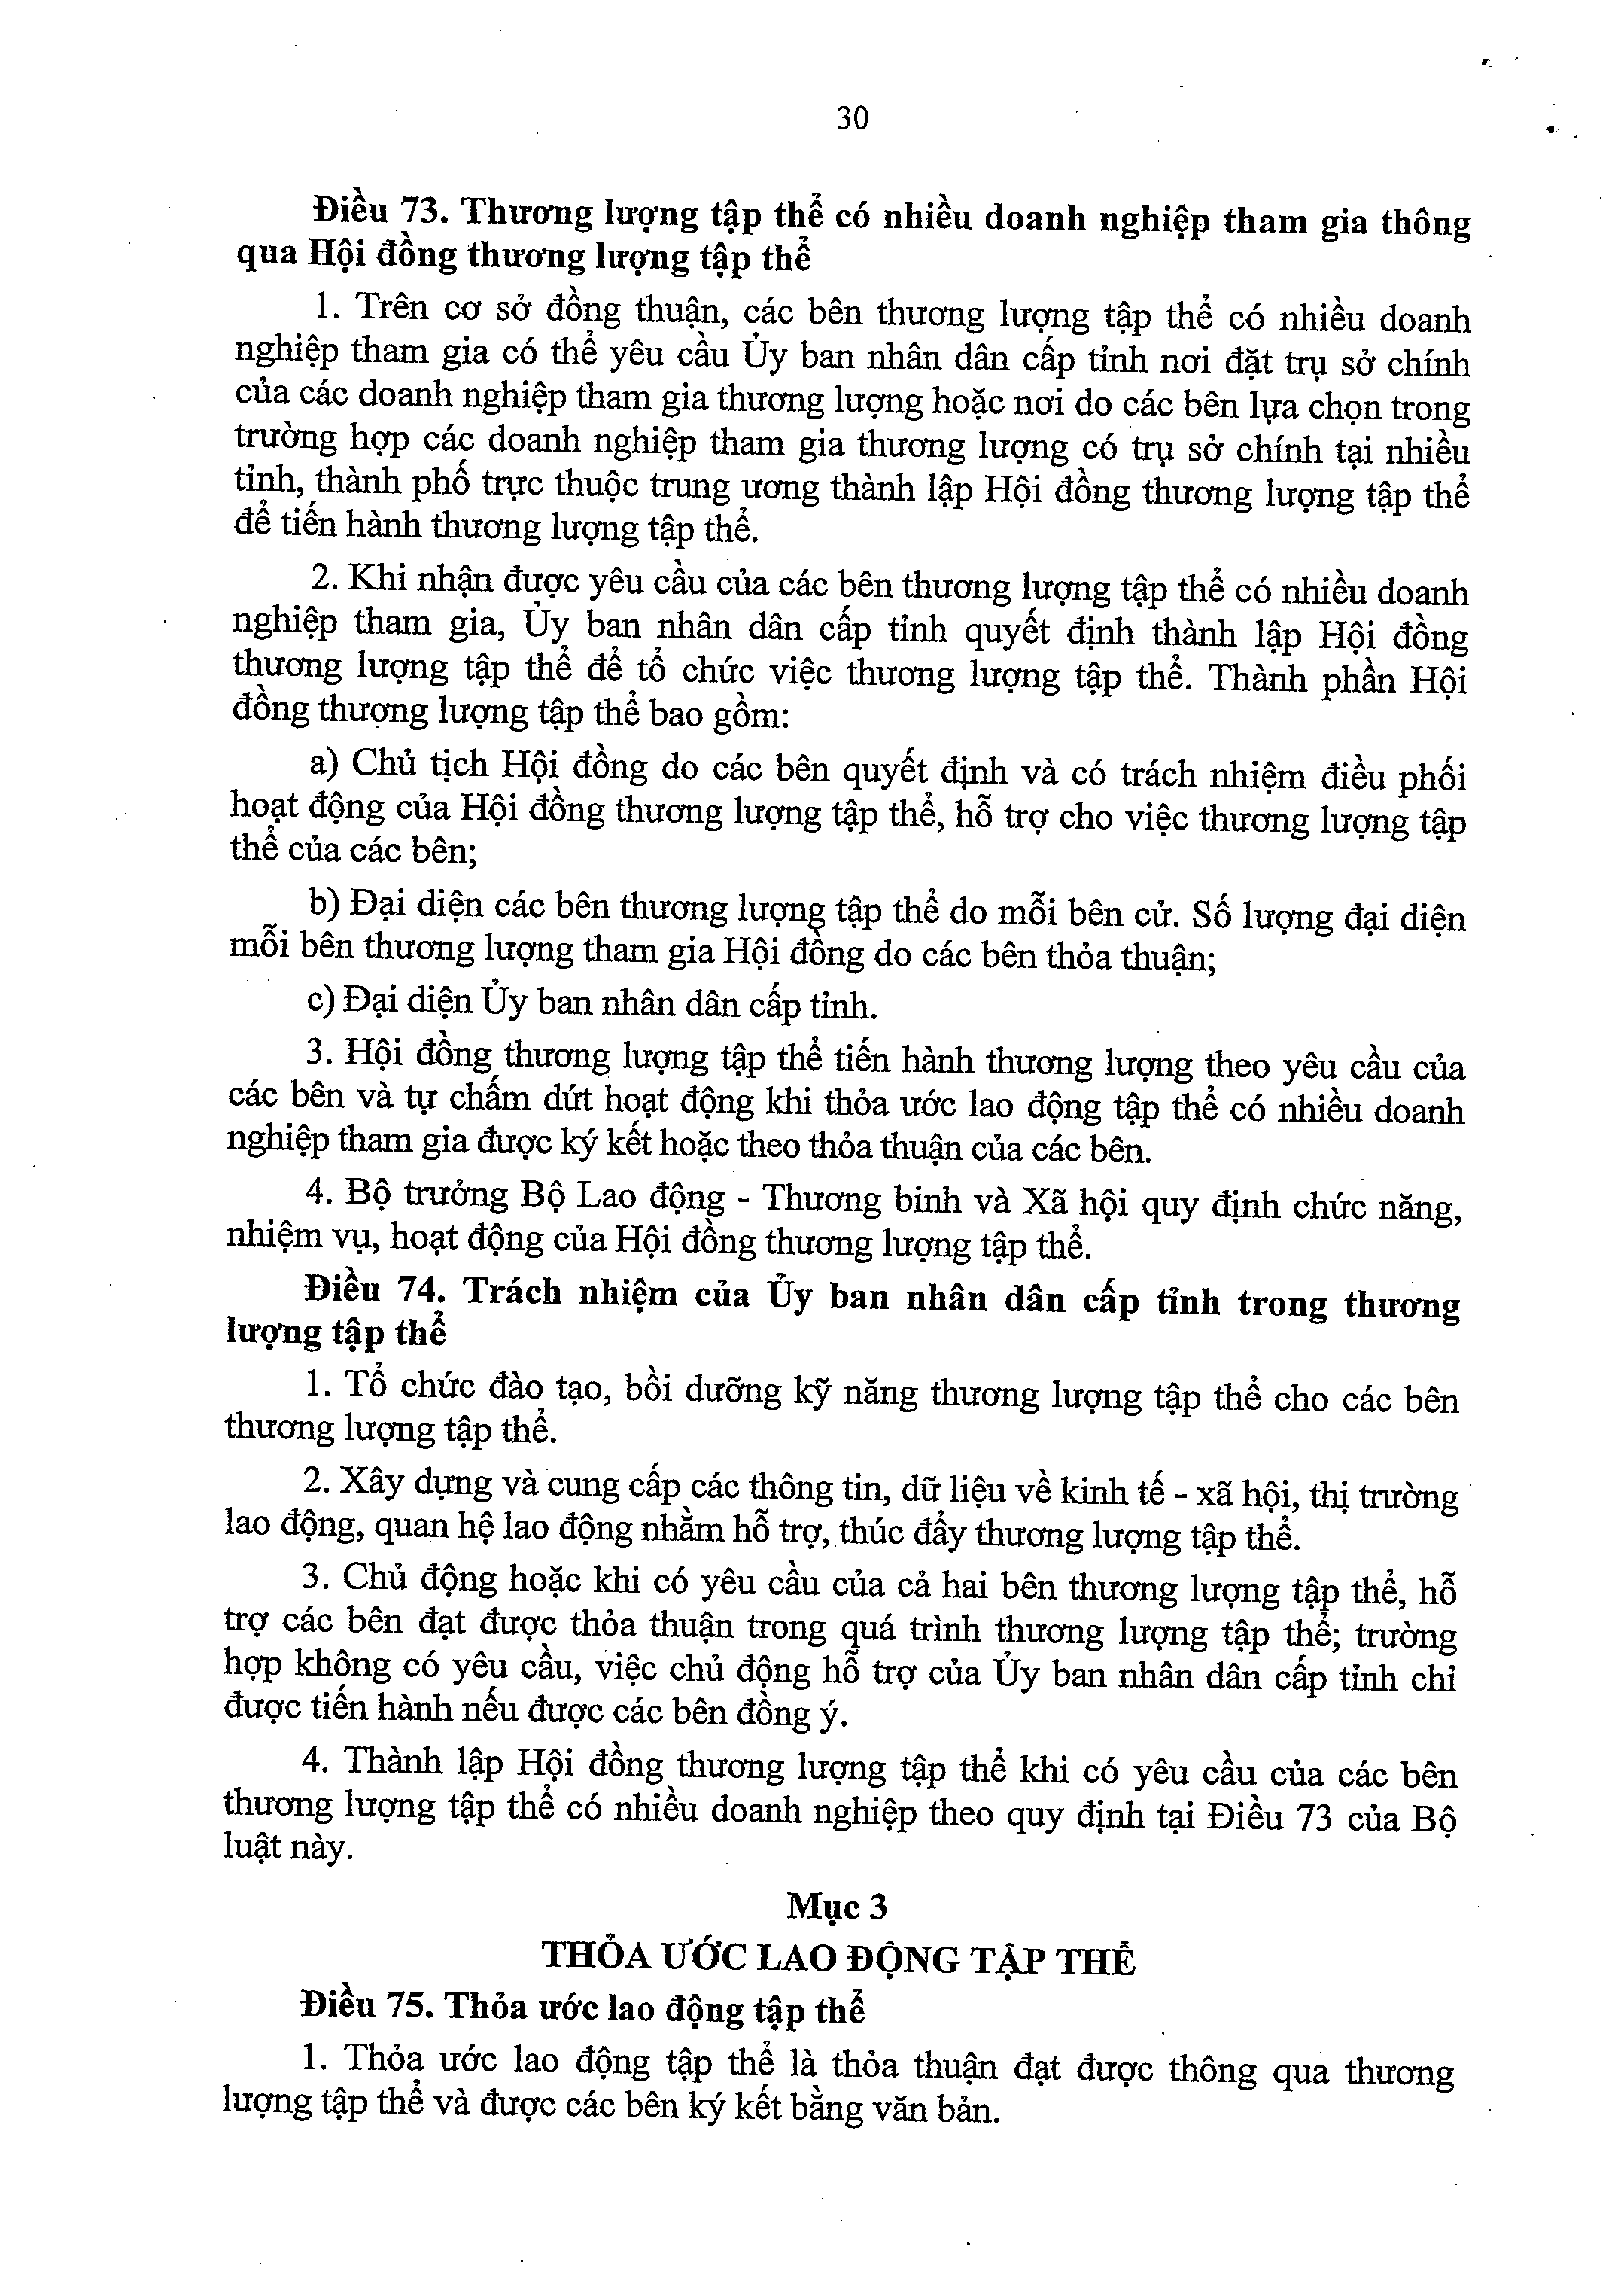 30
Điều 73. Thương lượng tập thể có nhiều doanh nghiệp tham gia thông
qua Hội đồng thương lượng tập thể
1. Trên cơ sở đồng thuận, các bên thương lượng tập thể có nhiều doanh
nghiệp tham gia có thể yêu cầu Ủy ban nhân dân cấp tỉnh nơi đặt trụ sở chính
của các doanh nghiệp tham gia thương lượng hoặc nơi do các bên lựa chọn trong
trường hợp các doanh nghiệp tham gia thương lượng có trụ sở chính tại nhiều
tỉnh, thành phố trực thuộc trung ương thành lập Hội đồng thương lượng tập thể
để tiến hành thương lượng tập thể.
2. Khi nhận được yêu cầu của các bên thương lượng tập thể có nhiều doanh
nghiệp tham gia, Ủy ban nhân dân cấp tỉnh quyết định thành lập Hội đồng
thương lượng tập thể để tổ chức việc thương lượng tập thể. Thành phần Hội
đồng thương lượng tập thể bao gồm:
a) Chủ tịch Hội đồng do các bên quyết định và có trách nhiệm điều phối
hoạt động của Hội đồng thương lượng tập thể, hỗ trợ cho việc thương lượng tập
thể của các bên;
b) Đại diện các bên thương lượng tập thể do mỗi bên cử. Số lượng đại diện
mỗi bên thương lượng tham gia Hội đồng do các bên thỏa thuận;
c) Đại diện Ủy ban nhân dân cấp tỉnh.
3. Hội đồng thương lượng tập thể tiến hành thương lượng theo yêu cầu của
các bên và tự chấm dứt hoạt động khi thỏa ước lao động tập thể có nhiều doanh
nghiệp tham gia được ký kết hoặc theo thỏa thuận của các bên.
4. Bộ trưởng Bộ Lao động - Thương binh và Xã hội quy định chức năng,
nhiệm vụ, hoạt động của Hội đồng thương lượng tập thể.
Điều 74. Trách nhiệm của Ủy ban nhân dân cấp tỉnh trong thương
lượng tập thể
1. Tổ chức đào tạo, bồi dưỡng kỹ năng thương lượng tập thể cho các bên
thương lượng tập thể.
2. Xây dựng và cung cấp các thông tin, dữ liệu về kinh tế - xã hội, thị trường
lao động, quan hệ lao động nhằm hỗ trợ, thúc đẩy thương lượng tập thể.
3. Chủ động hoặc khi có yêu cầu của cả hai bên thương lượng tập thể, hỗ
trợ các bên đạt được thỏa thuận trong quá trình thương lượng tập thể; trường
hợp không có yêu cầu, việc chủ động hỗ trợ của Ủy ban nhân dân cấp tỉnh chỉ
được tiến hành nếu được các bên đồng ý.
4. Thành lập Hội đồng thương lượng tập thể khi có yêu cầu của các bên
thương lượng tập thể có nhiều doanh nghiệp theo quy định tại Điều 73 của Bộ
luật này.
Mục 3
THỎA ƯỚC LAO ĐỘNG TẬP THỂ
Điều 75. Thỏa ước lao động tập thể
1. Thỏa ước lao động tập thể là thỏa thuận đạt được thông qua thương
lượng tập thể và được các bên ký kết bằng văn bản.